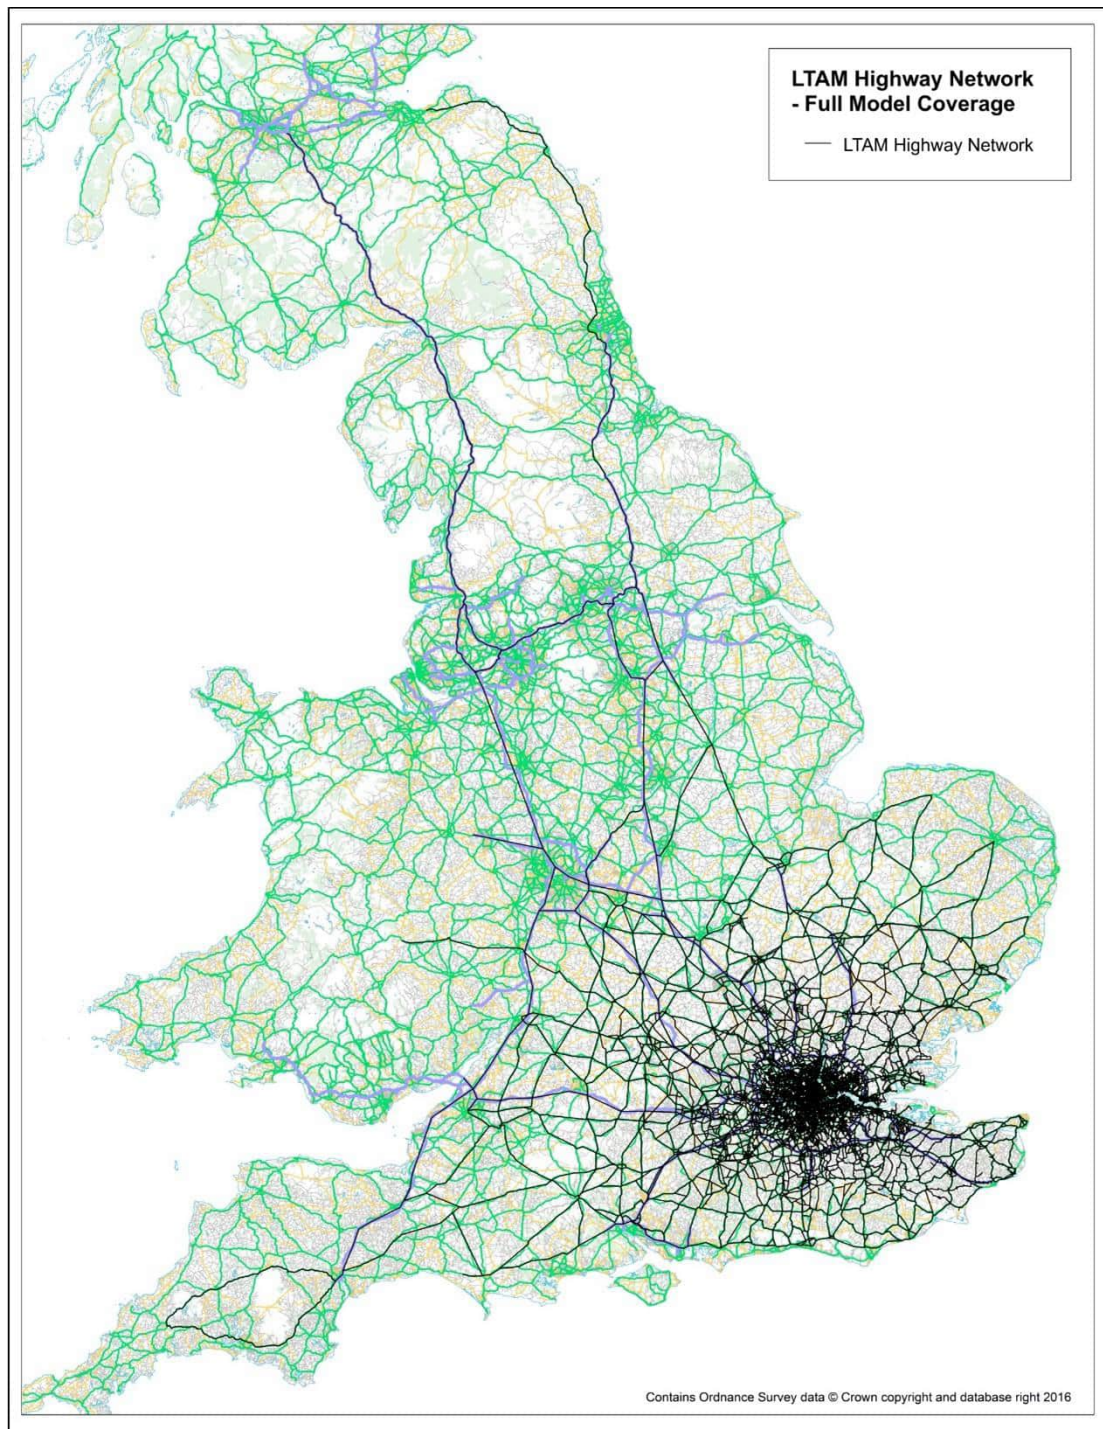 LTAM Highway Network
- Full Model Coverage
LTAM Highway Network
Contains Ordnance Survey data © Crown copyright and database right 2016